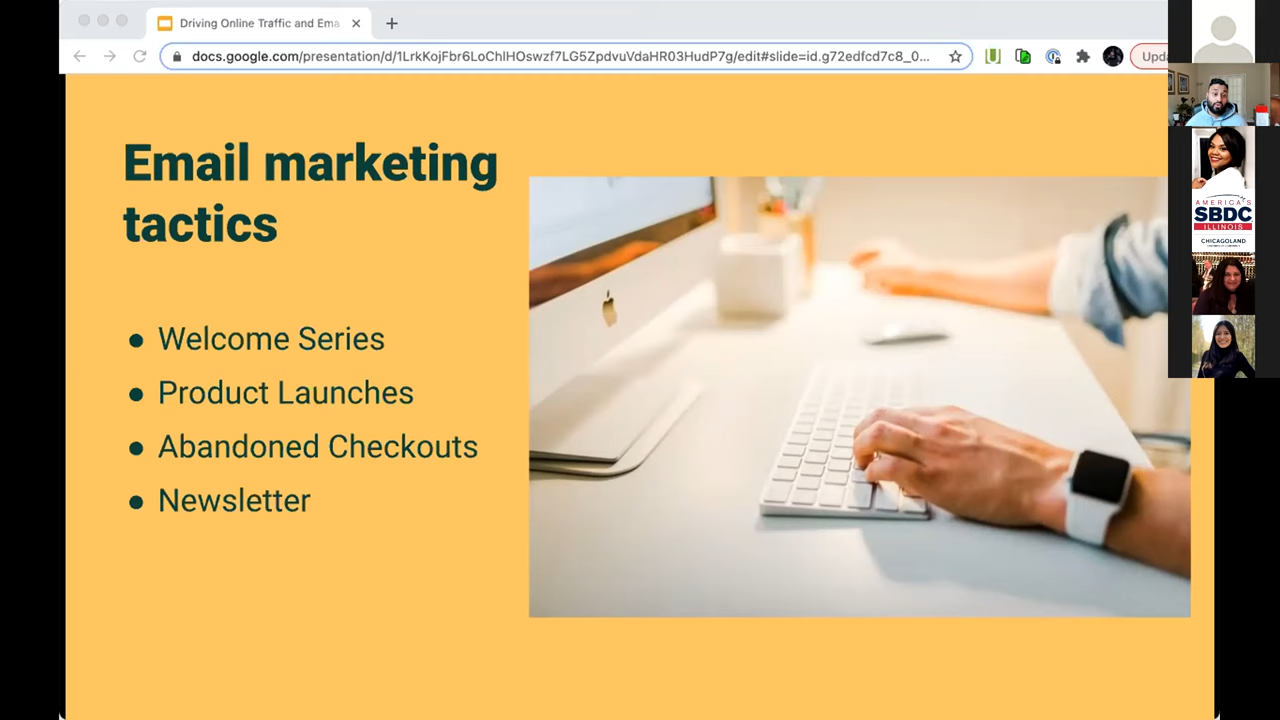 Driving Online Traffic and Ema
docs.google.com/presentation/d/1LrkKojFbr6LoChlHOswzf7LG5ZpdvuVdaHR03HudP7g/edit#slide=id.g72edfcd7c8_0...
Upd
Email marketing
tactics
● Welcome Series
● Product Launches
● Abandoned Checkouts
● Newsletter
AMERICA'S
SBDC
ILLINOIS
CHICAGOLAND